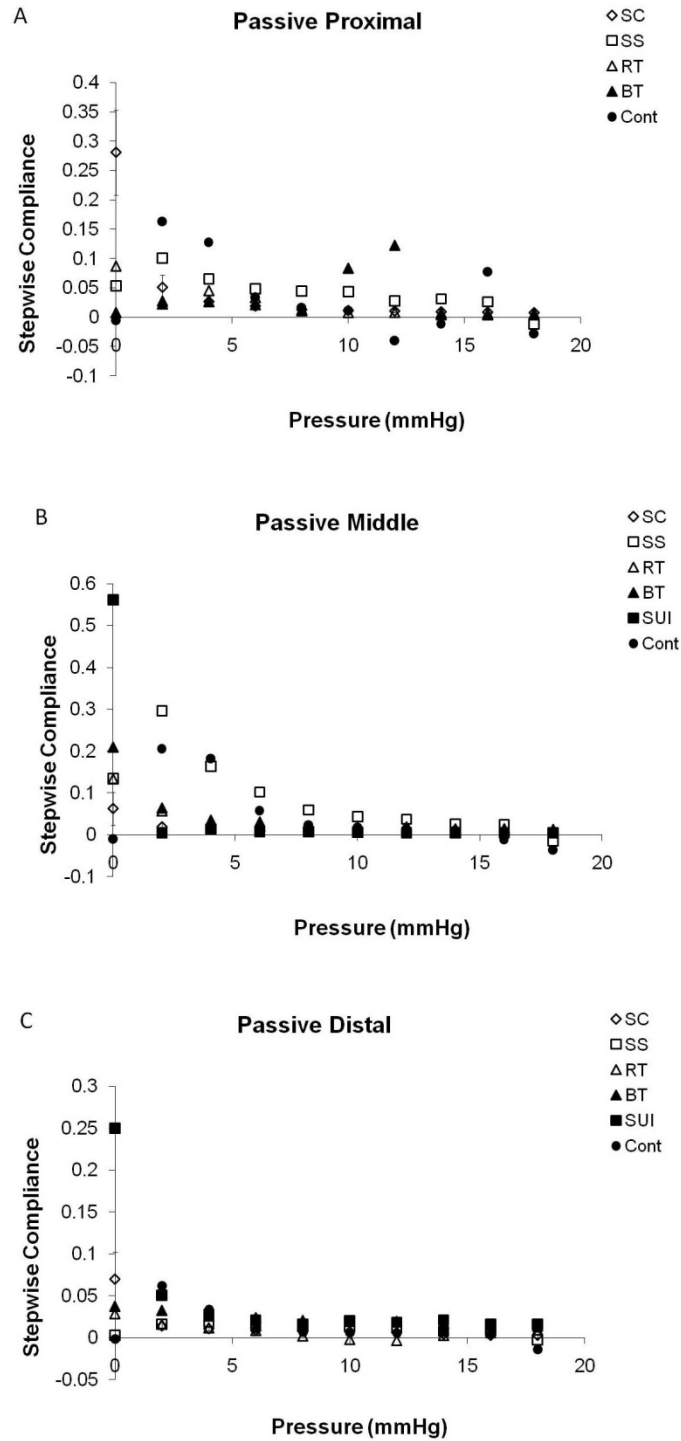 A
Passive Proximal
SC
SS
RT
BT
Cont
Stepwise Compliance
0.4
0.35
0.3
0.25
0.2
0.15
0.1
0.05
0
-0.05
-0.1
0
5
10
15
20
Pressure (mmHg)
B
Passive Middle
SC
SS
RT
BT
SUI
Cont
Stepwise Compliance
0.6
0.5
0.4
0.3
0.2
0.1
0
-0.1
0
5
10
15
20
Pressure (mmHg)
C
Passive Distal
SC
SS
RT
BT
SUI
Cont
Stepwise Compliance
0.3
0.25
0.2
0.15
0.1
0.05
0
-0.05
0
5
10
15
20
Pressure (mmHg)